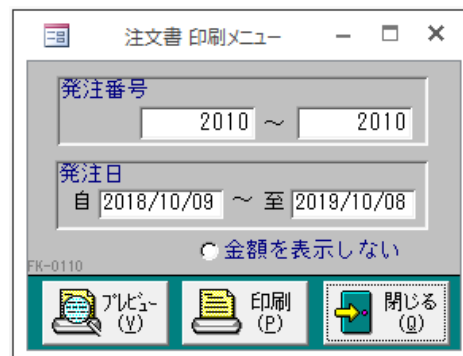 注文書 印刷メニュー
発注番号
2010 ～ 2010
発注日
自 2018/10/09 ～ 至 2019/10/08
金額を表示しない
FK-0110
ﾌﾟﾚﾋﾞｭｰ 印刷 閉じる
(V) (P) (Q)